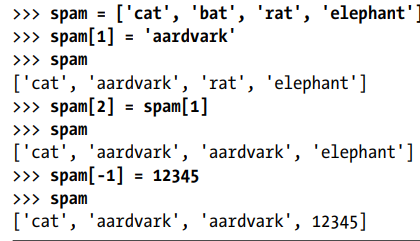 >>> spam = ['cat', 'bat', 'rat', 'elephant']
>>> spam[1] = 'aardvark'
>>> spam
['cat', 'aardvark', 'rat', 'elephant']
>>> spam[2] = spam[1]
>>> spam
['cat', 'aardvark', 'aardvark', 'elephant']
>>> spam[-1] = 12345
>>> spam
['cat', 'aardvark', 'aardvark', 12345]